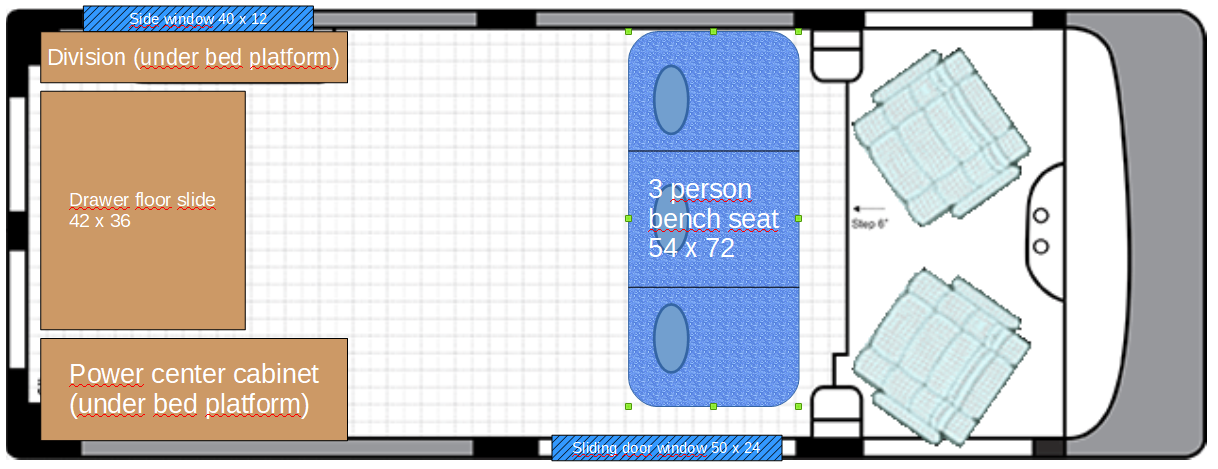 Side window 40 x 12
Division (under bed platform)
Drawer floor slide
42 x 36
3 person
bench seat
54 x 72
Step 6"
Power center cabinet
(under bed platform)
Sliding door window 50 x 24